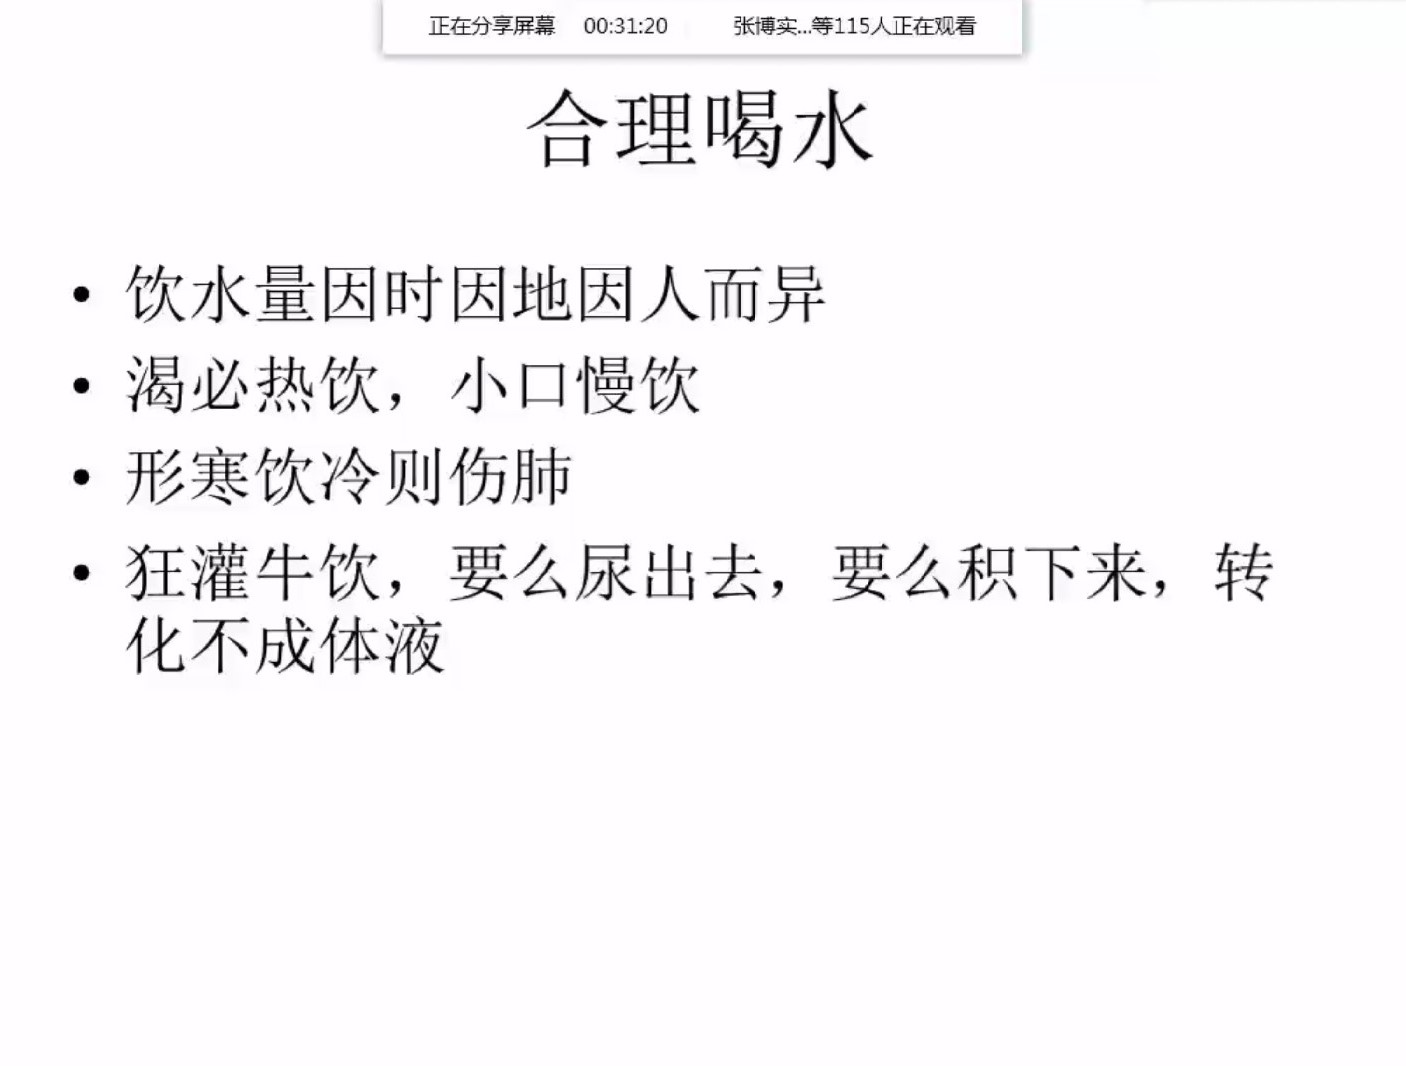 正在分享屏幕 00:31:20 张博实...等115人正在观看
合理喝水
• 饮水量因时因地因人而异
• 渴必热饮，小口慢饮
• 形寒饮冷则伤肺
• 狂灌牛饮，要么尿出去，要么积下来，转
化不成体液